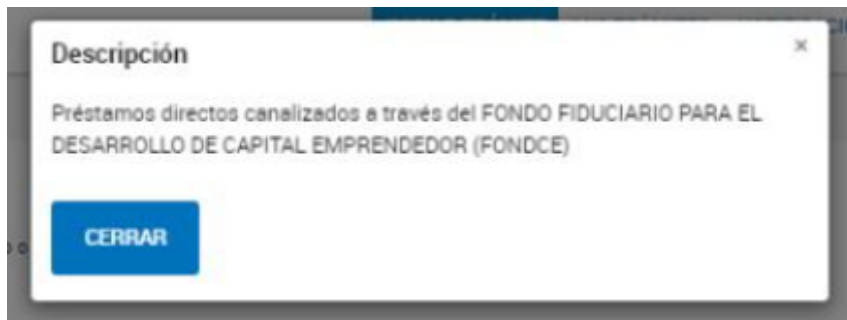 Descripción
×
Préstamos directos canalizados a través del FONDO FIDUCIARIO PARA EL
DESARROLLO DE CAPITAL EMPRENDEDOR (FONDCE)
CERRAR